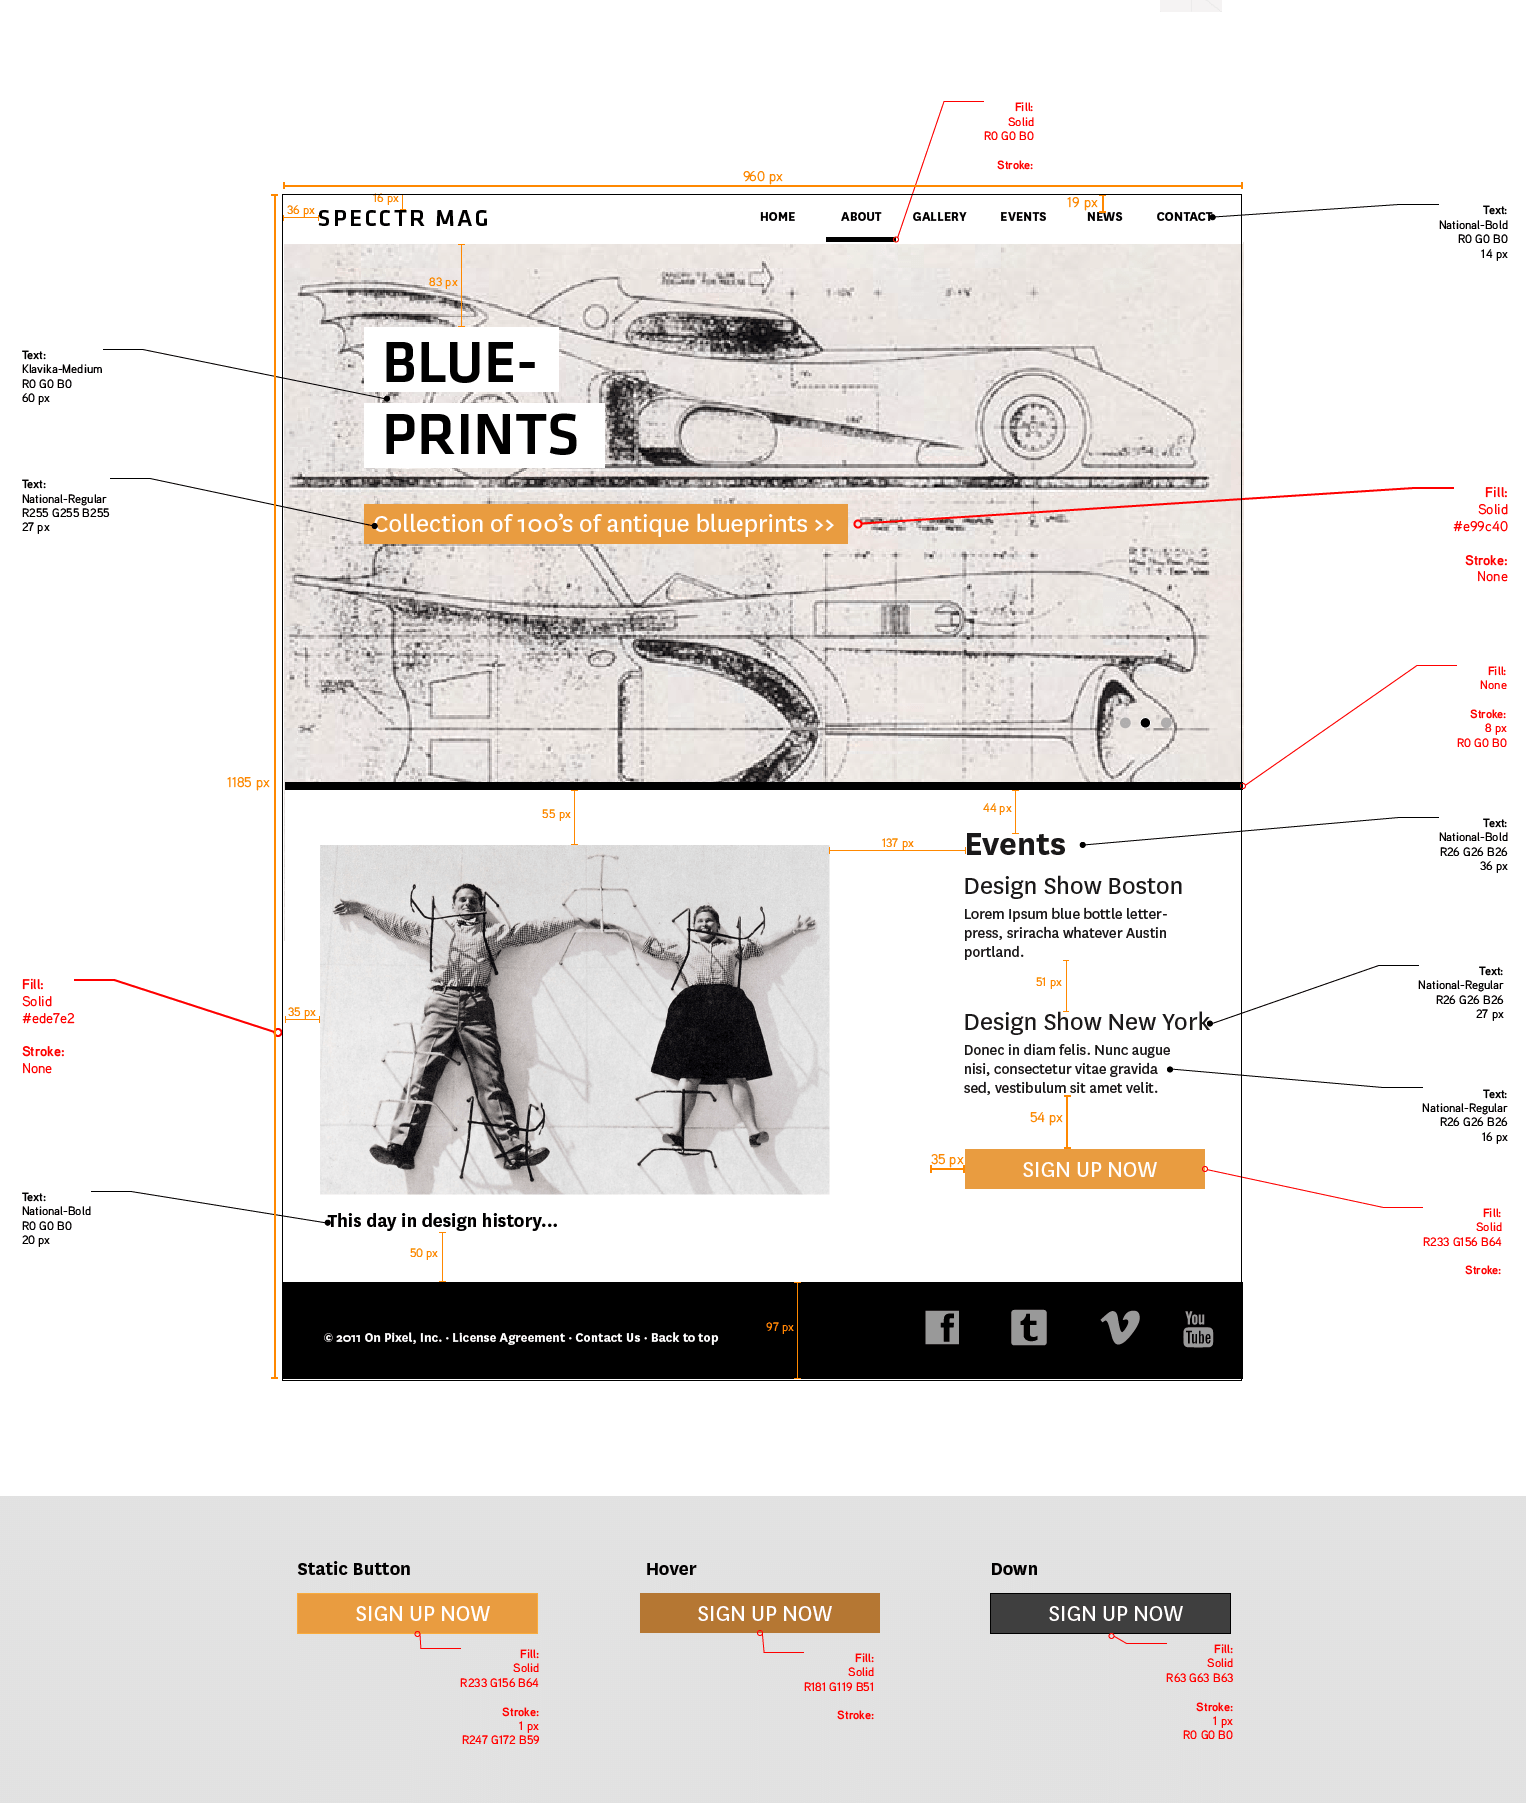 Fill:
Solid
R0 G0 B0
Stroke:
960 px
16 px
36 px
SPECCTR MAG
HOME
ABOUT
GALLERY
EVENTS
NEWS
CONTACT
19 px
Text:
National-Bold
R0 G0 B0
14 px
83 px
BLUE-
PRINTS
Text:
Klavika-Medium
R0 G0 B0
60 px
Text:
National-Regular
R255 G255 B255
27 px
Collection of 100's of antique blueprints >>
Fill:
Solid
#e99c40
Stroke:
None
Fill:
None
Stroke:
8 px
R0 G0 B0
1185 px
55 px
44 px
137 px
Events
Text:
National-Bold
R26 G26 B26
36 px
Design Show Boston
Lorem Ipsum blue bottle letter-
press, sriracha whatever Austin
portland.
51 px
Text:
National-Regular
R26 G26 B26
27 px
Fill:
Solid
#ede7e2
Stroke:
None
35 px
Design Show New York
Donec in diam felis. Nunc augue
nisi, consectetur vitae gravida
sed, vestibulum sit amet velit.
Text:
National-Regular
R26 G26 B26
16 px
54 px
35 px
SIGN UP NOW
Fill:
Solid
R233 G156 B64
Stroke:
Text:
National-Bold
R0 G0 B0
20 px
This day in design history...
50 px
97 px
© 2011 On Pixel, Inc. · License Agreement · Contact Us · Back to top
f
t
v
You
Tube
Static Button
Hover
Down
SIGN UP NOW
SIGN UP NOW
SIGN UP NOW
Fill:
Solid
R233 G156 B64
Stroke:
1 px
R247 G172 B59
Fill:
Solid
R181 G119 B51
Stroke:
Fill:
Solid
R63 G63 B63
Stroke:
1 px
R0 G0 B0